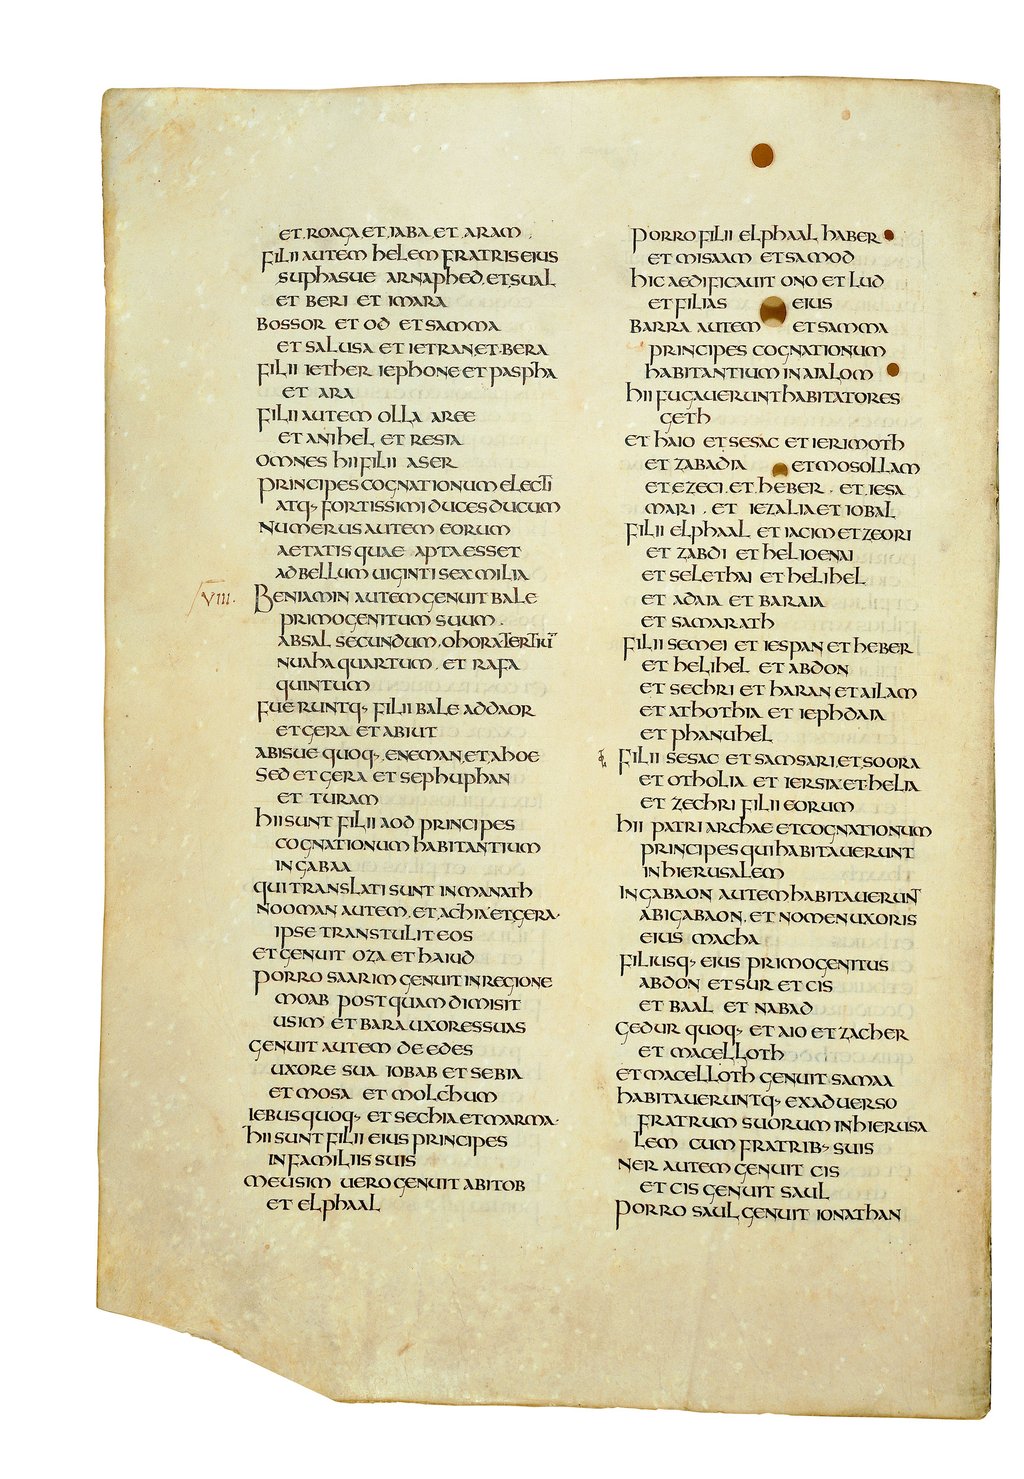 ET ROAGA ET IABA ET ARAM
FILII AUTEM HELEM FRATRIS EIUS
SUPHASUE ARNAPHED ET SUAL
ET BERI ET IMARA
BOSSOR ET OD ET SAMMA
ET SALUSA ET IETRAN ET BERA
FILII IETHER IEPHONE ET PASPHA
ET ARA
FILII AUTEM OLLA AREE
ET ANIHEL ET RESIA
OMNES HII FILII ASER
PRINCIPES COGNATIONUM ELECTI
ATQ· FORTISSIMI DUCES DUCUM
NUMERUS AUTEM EORUM
AETATIS QUAE APTA ESSET
AD BELLUM UIGINTI SEX MILIA
VIII. BENIAMIN AUTEM GENUIT BALE
PRIMOGENITUM SUUM .
ABSAL SECUNDUM . OHORA TERTIŪ
NUAHA QUARTUM . ET RAFA
QUINTUM
FUERUNTQ· FILII BALE ADDAOR
ET GERA ET ABIUT
ABISUE QUOQ· ENEMAN ET AHOE
SED ET GERA ET SEPHUPHAN
ET TURAM
HII SUNT FILII AOD PRINCIPES
COGNATIONUM HABITANTIUM
IN GABAA
QUI TRANSLATI SUNT IN MANATH
NOOMAN AUTEM . ET ACHIA ET GERA·
IPSE TRANSTULIT EOS
ET GENUIT OZA ET HAIUD
PORRO SAARIM GENUIT IN REGIONE
MOAB POSTQUAM DIMISIT
USIM ET BARA UXORES SUAS
GENUIT AUTEM DE EDES
UXORE SUA IOBAB ET SEBIA
ET MOSA ET MOLCHUM
IEBUS QUOQ· ET SECHIA ET MARMA·
HII SUNT FILII EIUS PRINCIPES
IN FAMILIIS SUIS
MEUSIM UERO GENUIT ABITOB
ET ELPHAAL
PORRO FILII ELPHAAL HABER
ET MISAAM ET SAMOD
HIC AEDIFICAUIT ONO ET LUD
ET FILIAS EIUS
BARRA AUTEM ET SAMMA
PRINCIPES COGNATIONUM
HABITANTIUM IN AIALOM
HII FUGAUERUNT HABITATORES
GETH
ET HAIO ET SESAC ET IERIMOTH
ET ZABADIA ET MOSOLLAM
ET EZECI . ET HEBER . ET IESA
MARI . ET IEZALIA ET IOBAL
FILII ELPHAAL ET IACIM ET ZEORI
ET ZABDI ET HELIOENAI
ET SELETHAI ET HELIHEL
ET ADAIA ET BARAIA
ET SAMARATH
FILII SEMEI ET IESPAN ET HEBER
ET HELIHEL ET ABDON
ET SECHRI ET HARAN ET AILAM
ET ATHOTHIA ET IEPHDAIA
ET PHANUHEL
FILII SESAC ET SAMSARI ET SOORA
ET OTHOLIA ET IERSIA ET HELIA
ET ZECHRI FILII EORUM
HII PATRIARCHAE ET COGNATIONUM
PRINCIPES QUI HABITAUERUNT
IN HIERUSALEM
IN GABAON AUTEM HABITAUERUNT
ABIGABAON . ET NOMEN UXORIS
EIUS MACHA
FILIUSQ· EIUS PRIMOGENITUS
ABDON ET SUR ET CIS
ET BAAL ET NABAD
GEDUR QUOQ· ET AIO ET ZACHER
ET MACELLOTH
ET MACELLOTH GENUIT SAMAA
HABITAUERUNTQ· EX ADUERSO
FRATRUM SUORUM IN HIERUSA
LEM CUM FRATRIB· SUIS
NER AUTEM GENUIT CIS
ET CIS GENUIT SAUL
PORRO SAUL GENUIT IONATHAN